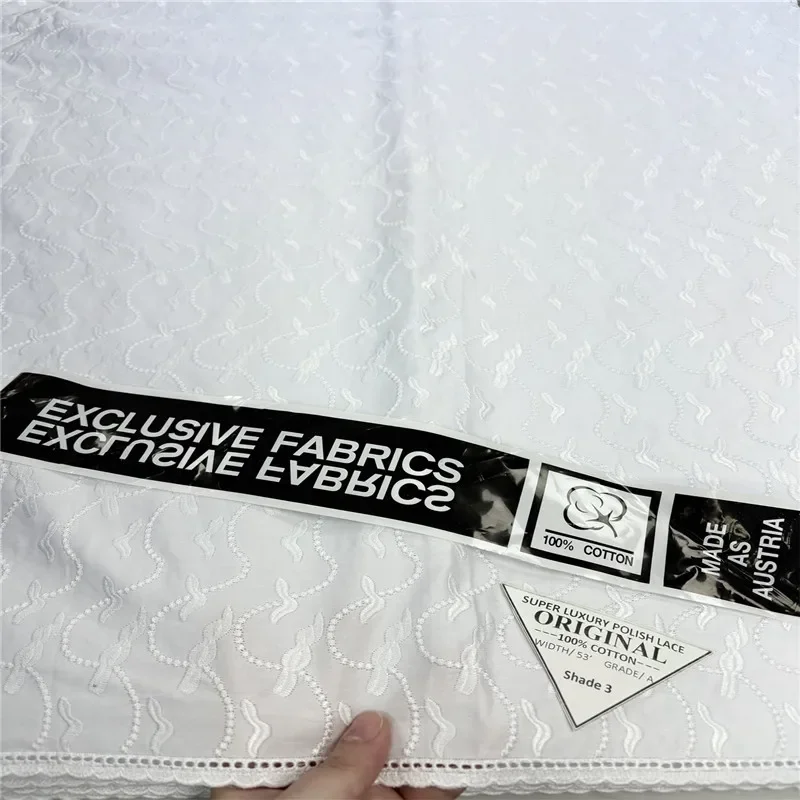 EXCLUSIVE FABRICS
EXCLUSIVE FABRICS
100% COTTON
MADE
AS
AUSTRIA
SUPER LUXURY POLISH LACE
ORIGINAL
---100% COTTON---
WIDTH/ 53" GRADE/ A
Shade 3